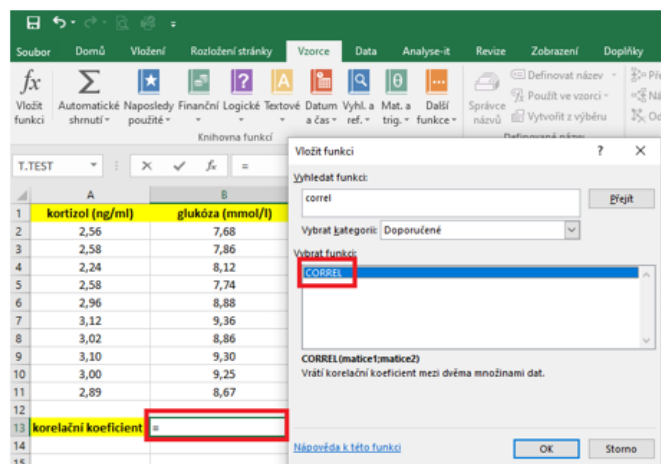 Soubor Domů Vložení Rozložení stránky Vzorce Data Analyse-it Revize Zobrazení Doplňky
fx Σ ? A θ
Vložit funkci Automatické shrnutí Naposledy použité Finanční Logické Textové Datum a čas Vyhl. a ref. Mat. a trig. Další funkce Správce názvů
Definovat název
Použít ve vzorci
Vytvořit z výběru
Knihovna funkcí Definované názvy
T.TEST fx =
A B
1 kortizol (ng/ml) glukóza (mmol/l)
2 2,56 7,68
3 2,58 7,86
4 2,24 8,12
5 2,58 7,74
6 2,96 8,88
7 3,12 9,36
8 3,02 8,86
9 3,10 9,30
10 3,00 9,25
11 2,89 8,67
12
13 korelační koeficient =
14
15
Vložit funkci ? ×
Vyhledat funkci:
correl Přejít
Vybrat kategorii: Doporučené
Vybrat funkci:
CORREL
CORREL(matice1;matice2)
Vrátí korelační koeficient mezi dvěma množinami dat.
Nápověda k této funkci OK Storno